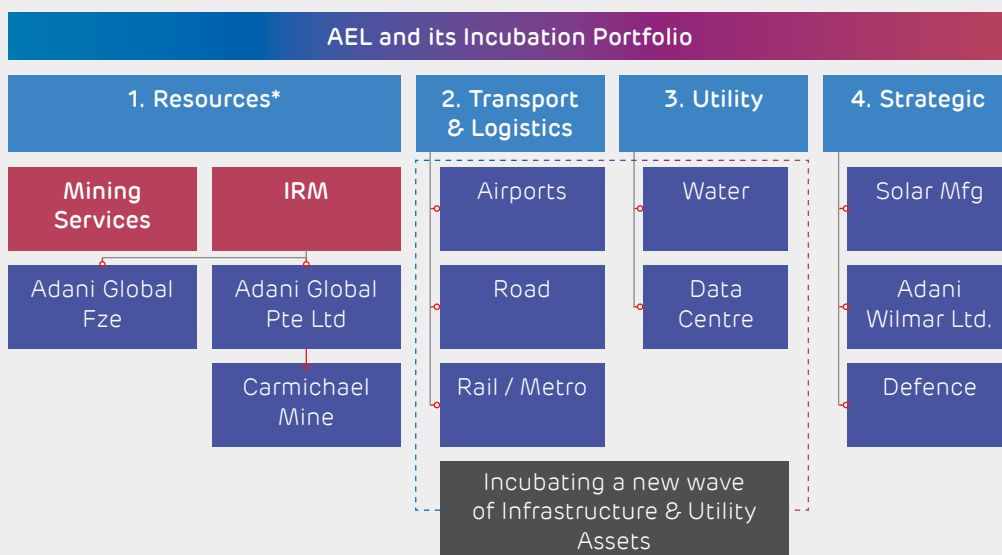 AEL and its Incubation Portfolio
1. Resources*
Mining
Services
IRM
Adani Global
Fze
Adani Global
Pte Ltd
Carmichael
Mine
2. Transport
& Logistics
Airports
Road
Rail / Metro
3. Utility
Water
Data
Centre
4. Strategic
Solar Mfg
Adani
Wilmar Ltd.
Defence
Incubating a new wave
of Infrastructure & Utility
Assets